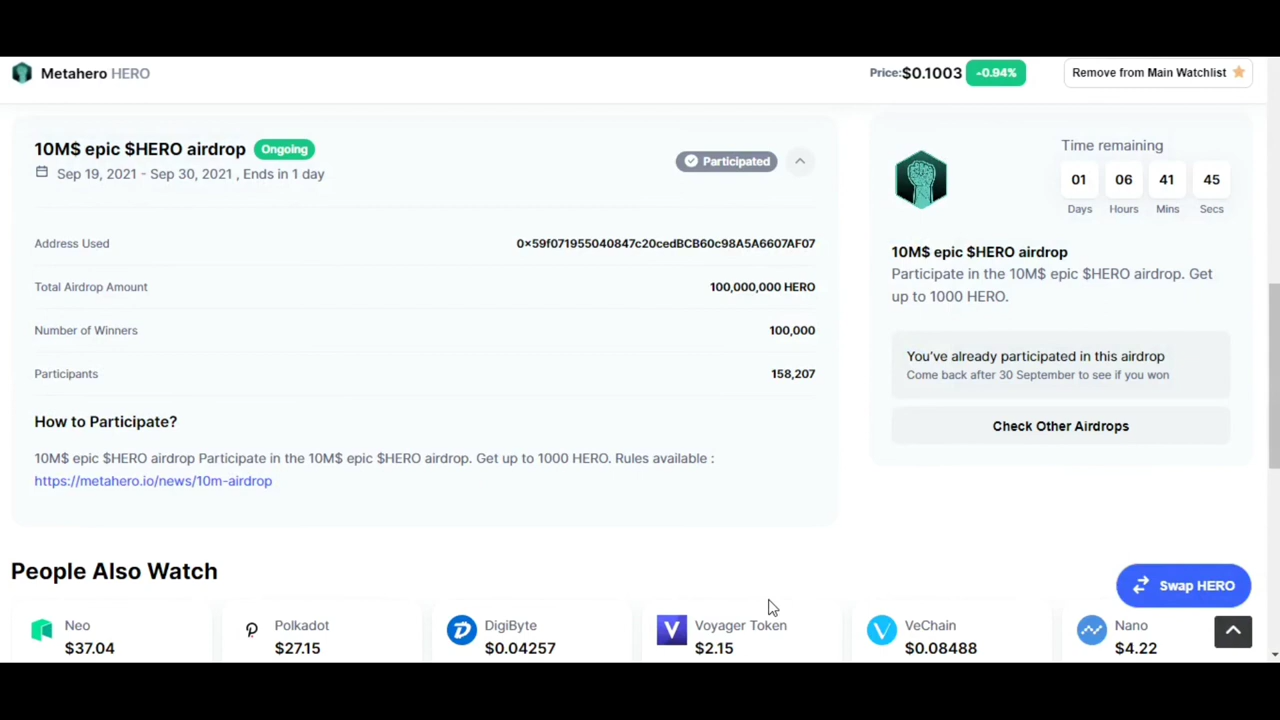 Metahero HERO
Price:$0.1003 -0.94%
Remove from Main Watchlist
10M$ epic $HERO airdrop Ongoing
Sep 19, 2021 - Sep 30, 2021 , Ends in 1 day
Participated
Address Used 0×59f071955040847c20cedBCB60c98A5A6607AF07
Total Airdrop Amount 100,000,000 HERO
Number of Winners 100,000
Participants 158,207
How to Participate?
10M$ epic $HERO airdrop Participate in the 10M$ epic $HERO airdrop. Get up to 1000 HERO. Rules available :
https://metahero.io/news/10m-airdrop
Time remaining
01 06 41 45
Days Hours Mins Secs
10M$ epic $HERO airdrop
Participate in the 10M$ epic $HERO airdrop. Get
up to 1000 HERO.
You've already participated in this airdrop
Come back after 30 September to see if you won
Check Other Airdrops
People Also Watch
Swap HERO
Neo Polkadot DigiByte Voyager Token VeChain Nano
$37.04 $27.15 $0.04257 $2.15 $0.08488 $4.22